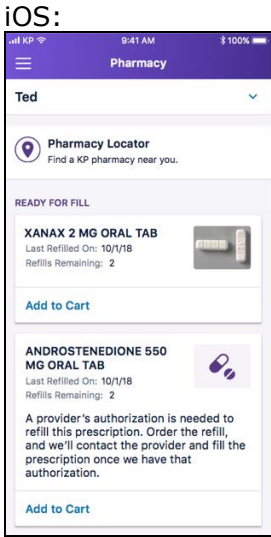 iOS:
KP 9:41 AM 100%
Pharmacy
Ted
Pharmacy Locator
Find a KP pharmacy near you.
READY FOR FILL
XANAX 2 MG ORAL TAB
Last Refilled On: 10/1/18
Refills Remaining: 2
Add to Cart
ANDROSTENEDIONE 550
MG ORAL TAB
Last Refilled On: 10/1/18
Refills Remaining: 2
A provider's authorization is needed to
refill this prescription. Order the refill,
and we'll contact the provider and fill the
prescription once we have that
authorization.
Add to Cart